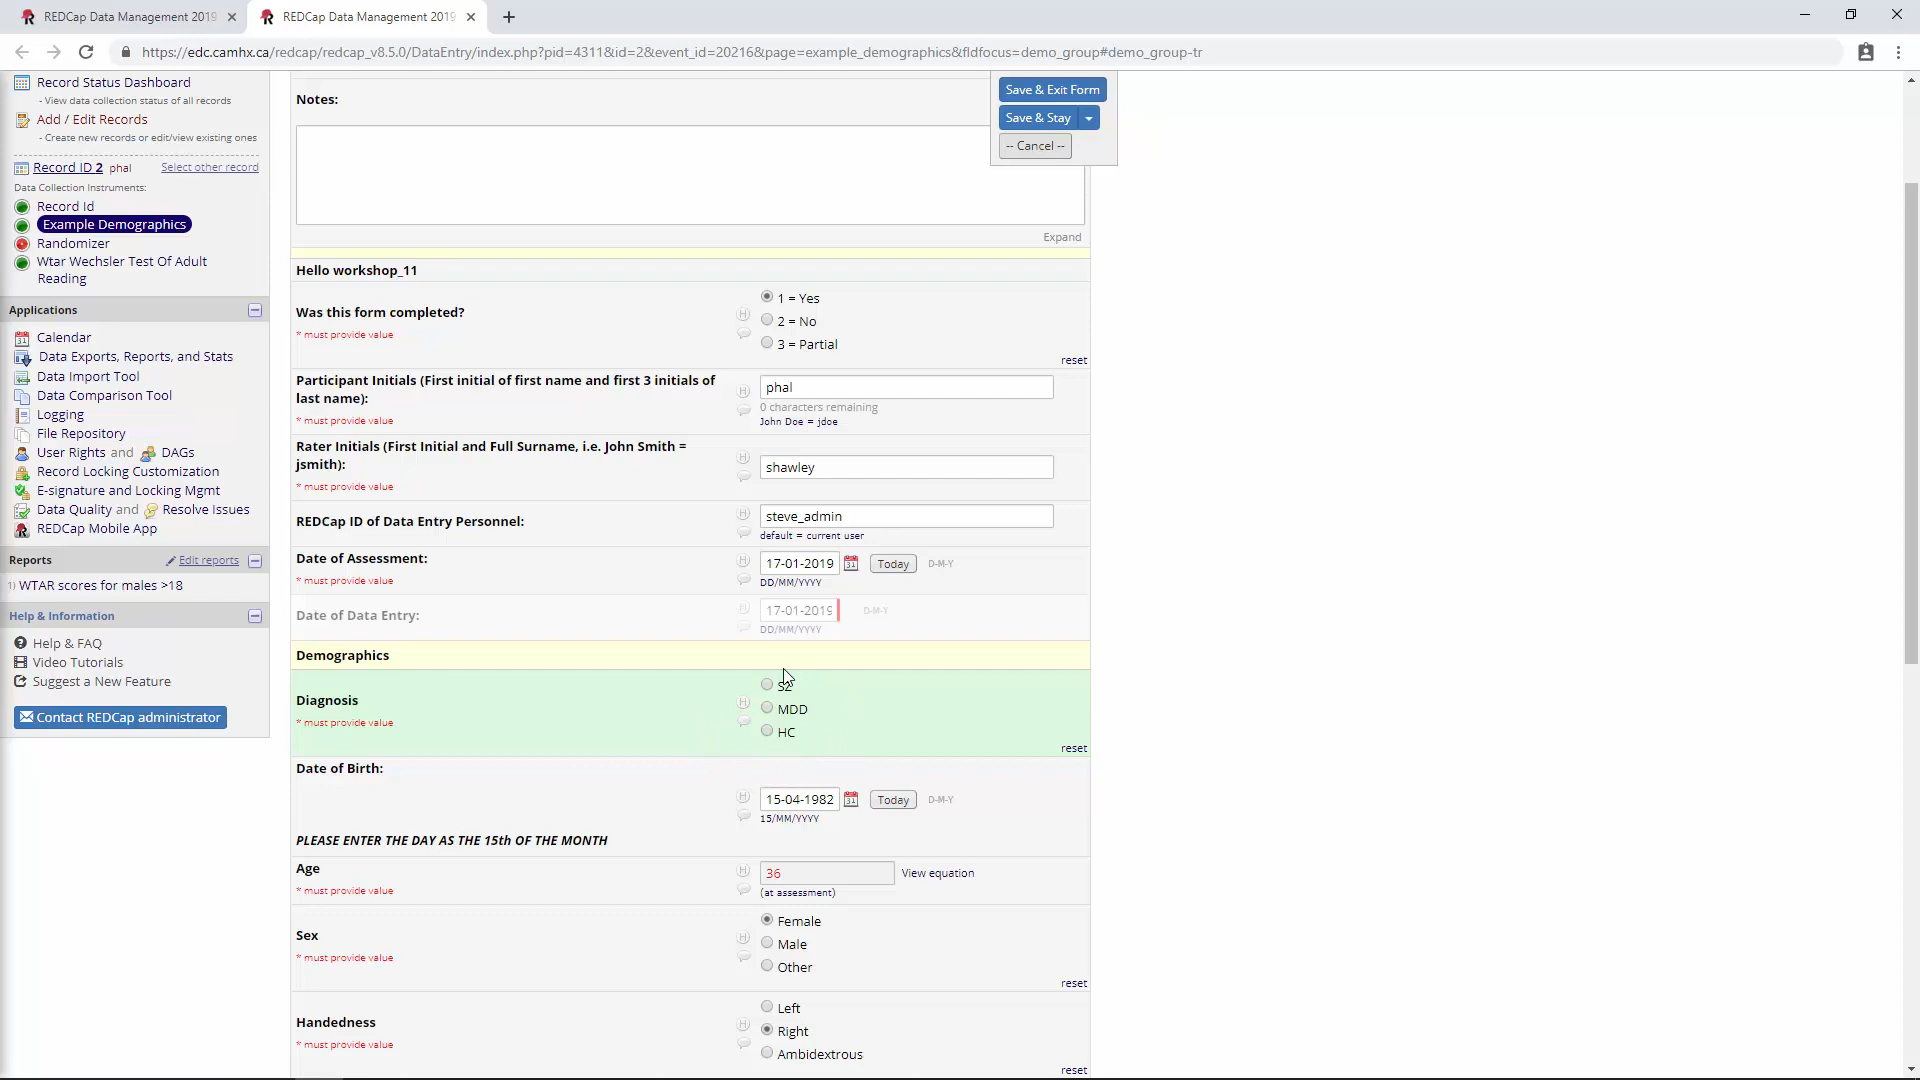 REDCap Data Management 2019
REDCap Data Management 2019
https://edc.camhx.ca/redcap/redcap_v8.5.0/DataEntry/index.php?pid=4311&id=2&event_id=20216&page=example_demographics&fldfocus=demo_group#demo_group-tr
Record Status Dashboard
- View data collection status of all records
Add / Edit Records
- Create new records or edit/view existing ones
Record ID 2 phal Select other record
Data Collection Instruments:
Record Id
Example Demographics
Randomizer
Wtar Wechsler Test Of Adult
Reading
Applications
31 Calendar
Data Exports, Reports, and Stats
Data Import Tool
Data Comparison Tool
Logging
File Repository
User Rights and DAGs
Record Locking Customization
E-signature and Locking Mgmt
Data Quality and Resolve Issues
REDCap Mobile App
Reports Edit reports
1) WTAR scores for males >18
Help & Information
Help & FAQ
Video Tutorials
Suggest a New Feature
Contact REDCap administrator
Save & Exit Form
Save & Stay
-- Cancel --
Notes:
Expand
Hello workshop_11
Was this form completed?
* must provide value
H
1 = Yes
2 = No
3 = Partial
reset
Participant Initials (First initial of first name and first 3 initials of
last name):
* must provide value
H
phal
0 characters remaining
John Doe = jdoe
Rater Initials (First Initial and Full Surname, i.e. John Smith =
jsmith):
* must provide value
H
shawley
REDCap ID of Data Entry Personnel:
H
steve_admin
default = current user
Date of Assessment:
* must provide value
H
17-01-2019 31 Today D-M-Y
DD/MM/YYYY
Date of Data Entry:
H
17-01-2019 D-M-Y
DD/MM/YYYY
Demographics
Diagnosis
* must provide value
H
SZ
MDD
HC
reset
Date of Birth:
H
15-04-1982 31 Today D-M-Y
15/MM/YYYY
PLEASE ENTER THE DAY AS THE 15th OF THE MONTH
Age
* must provide value
H
36 View equation
(at assessment)
Sex
* must provide value
H
Female
Male
Other
reset
Handedness
* must provide value
H
Left
Right
Ambidextrous
reset